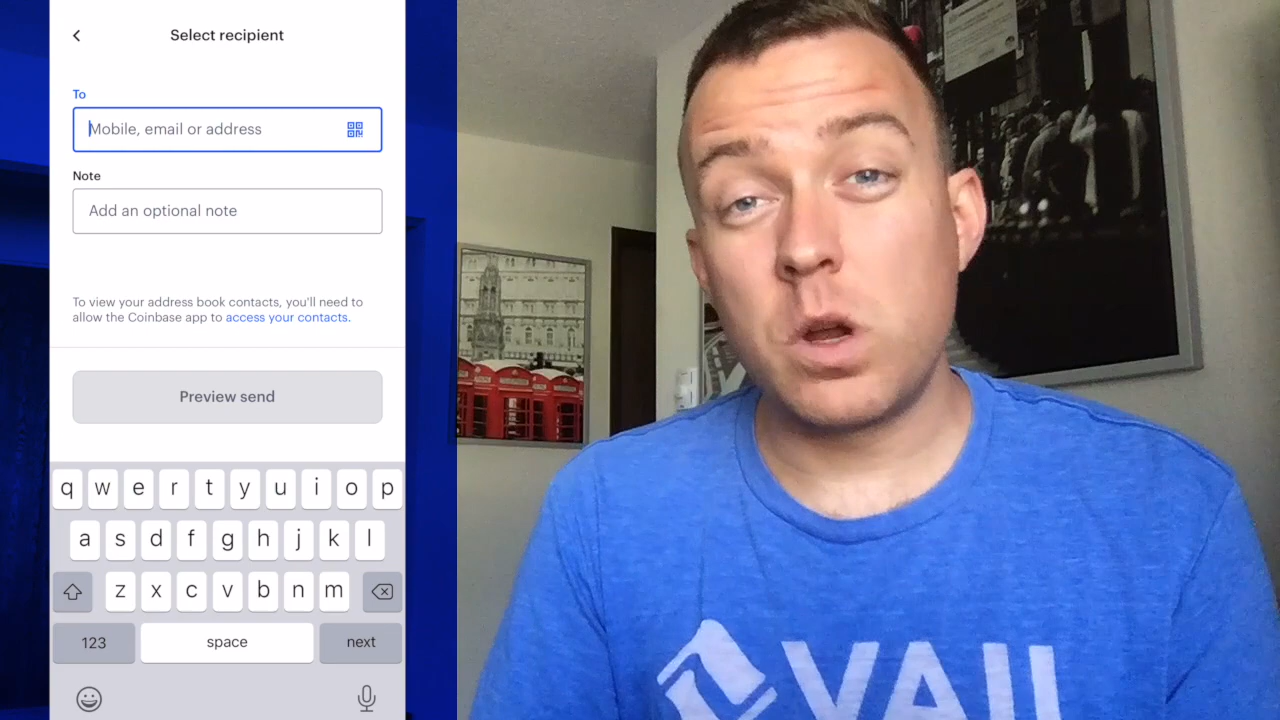 Select recipient
To
Mobile, email or address
Note
Add an optional note
To view your address book contacts, you'll need to
allow the Coinbase app to access your contacts.
Preview send
q w e r t y u i o p
a s d f g h j k l
z x c v b n m
123 space next
VAIL